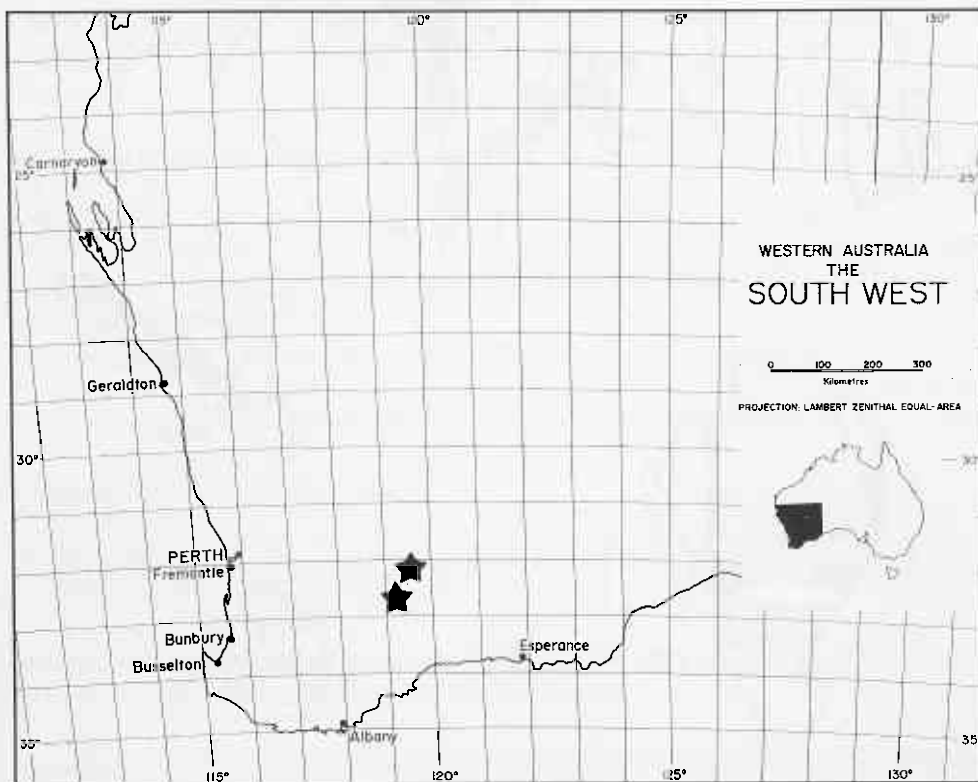 115°
120°
125°
130°
Carnarvon
25°
25°
WESTERN AUSTRALIA
THE
SOUTH WEST
0 100 200 300
Kilometres
PROJECTION: LAMBERT ZENITHAL EQUAL-AREA
Geraldton
30°
30°
PERTH
Fremantle
Bunbury
Busselton
Esperance
Albany
35°
35°
115°
120°
125°
130°